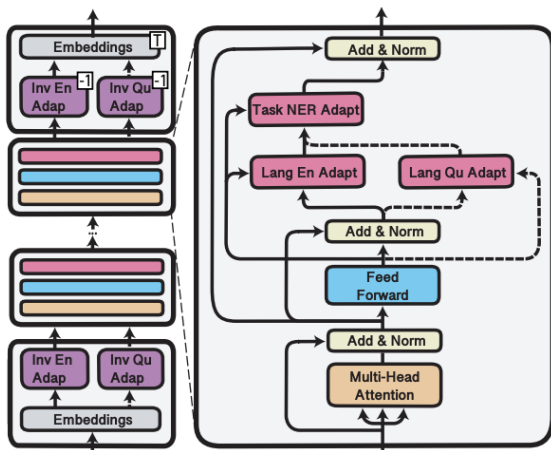 Embeddings
T
Inv En
Adap
-1
Inv Qu
Adap
-1
...
Inv En
Adap
Inv Qu
Adap
Embeddings
Add & Norm
Task NER Adapt
Lang En Adapt
Lang Qu Adapt
Add & Norm
Feed
Forward
Add & Norm
Multi-Head
Attention